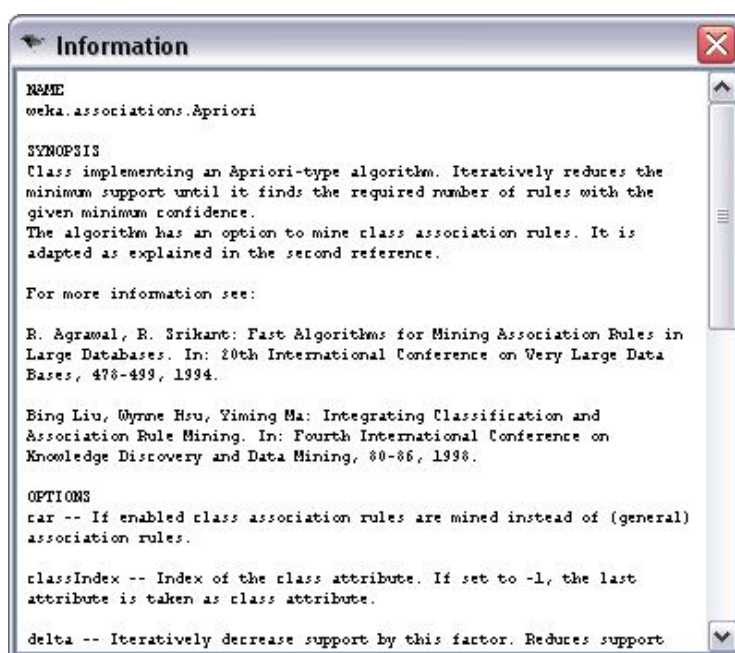 Information
NAME
weka.associations.Apriori
SYNOPSIS
Class implementing an Apriori-type algorithm. Iteratively reduces the
minimum support until it finds the required number of rules with the
given minimum confidence.
The algorithm has an option to mine class association rules. It is
adapted as explained in the second reference.
For more information see:
R. Agrawal, R. Srikant: Fast Algorithms for Mining Association Rules in
Large Databases. In: 20th International Conference on Very Large Data
Bases, 478-499, 1994.
Bing Liu, Wynne Hsu, Yiming Ma: Integrating Classification and
Association Rule Mining. In: Fourth International Conference on
Knowledge Discovery and Data Mining, 80-86, 1998.
OPTIONS
car -- If enabled class association rules are mined instead of (general)
association rules.
classIndex -- Index of the class attribute. If set to -1, the last
attribute is taken as class attribute.
delta -- Iteratively decrease support by this factor. Reduces support